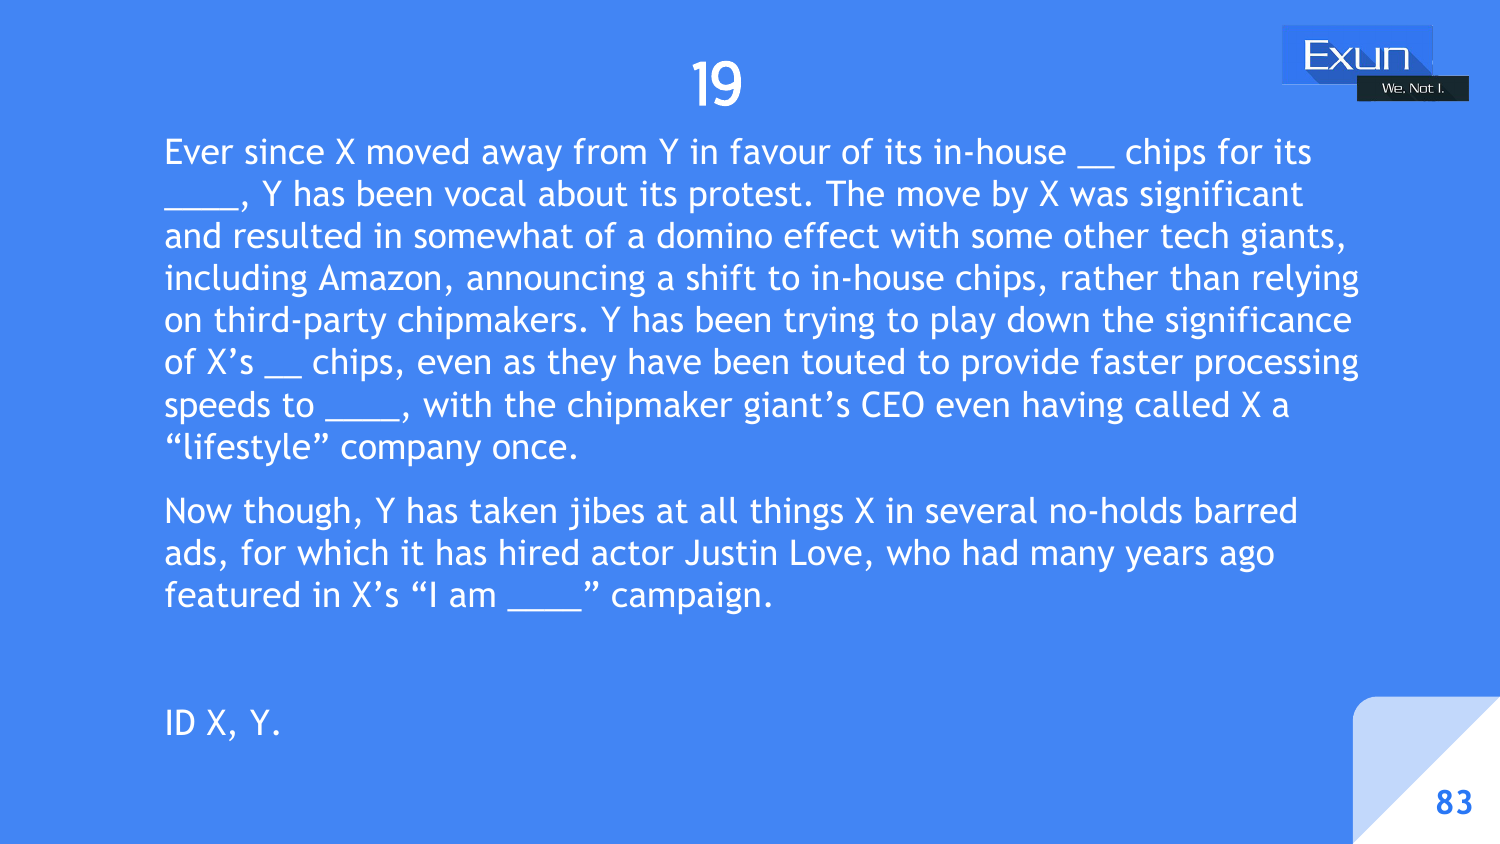 19
Exun
We, Not I.
Ever since X moved away from Y in favour of its in-house __ chips for its
____, Y has been vocal about its protest. The move by X was significant
and resulted in somewhat of a domino effect with some other tech giants,
including Amazon, announcing a shift to in-house chips, rather than relying
on third-party chipmakers. Y has been trying to play down the significance
of X’s __ chips, even as they have been touted to provide faster processing
speeds to ____, with the chipmaker giant’s CEO even having called X a
“lifestyle” company once.
Now though, Y has taken jibes at all things X in several no-holds barred
ads, for which it has hired actor Justin Love, who had many years ago
featured in X’s “I am ____” campaign.
ID X, Y.
83